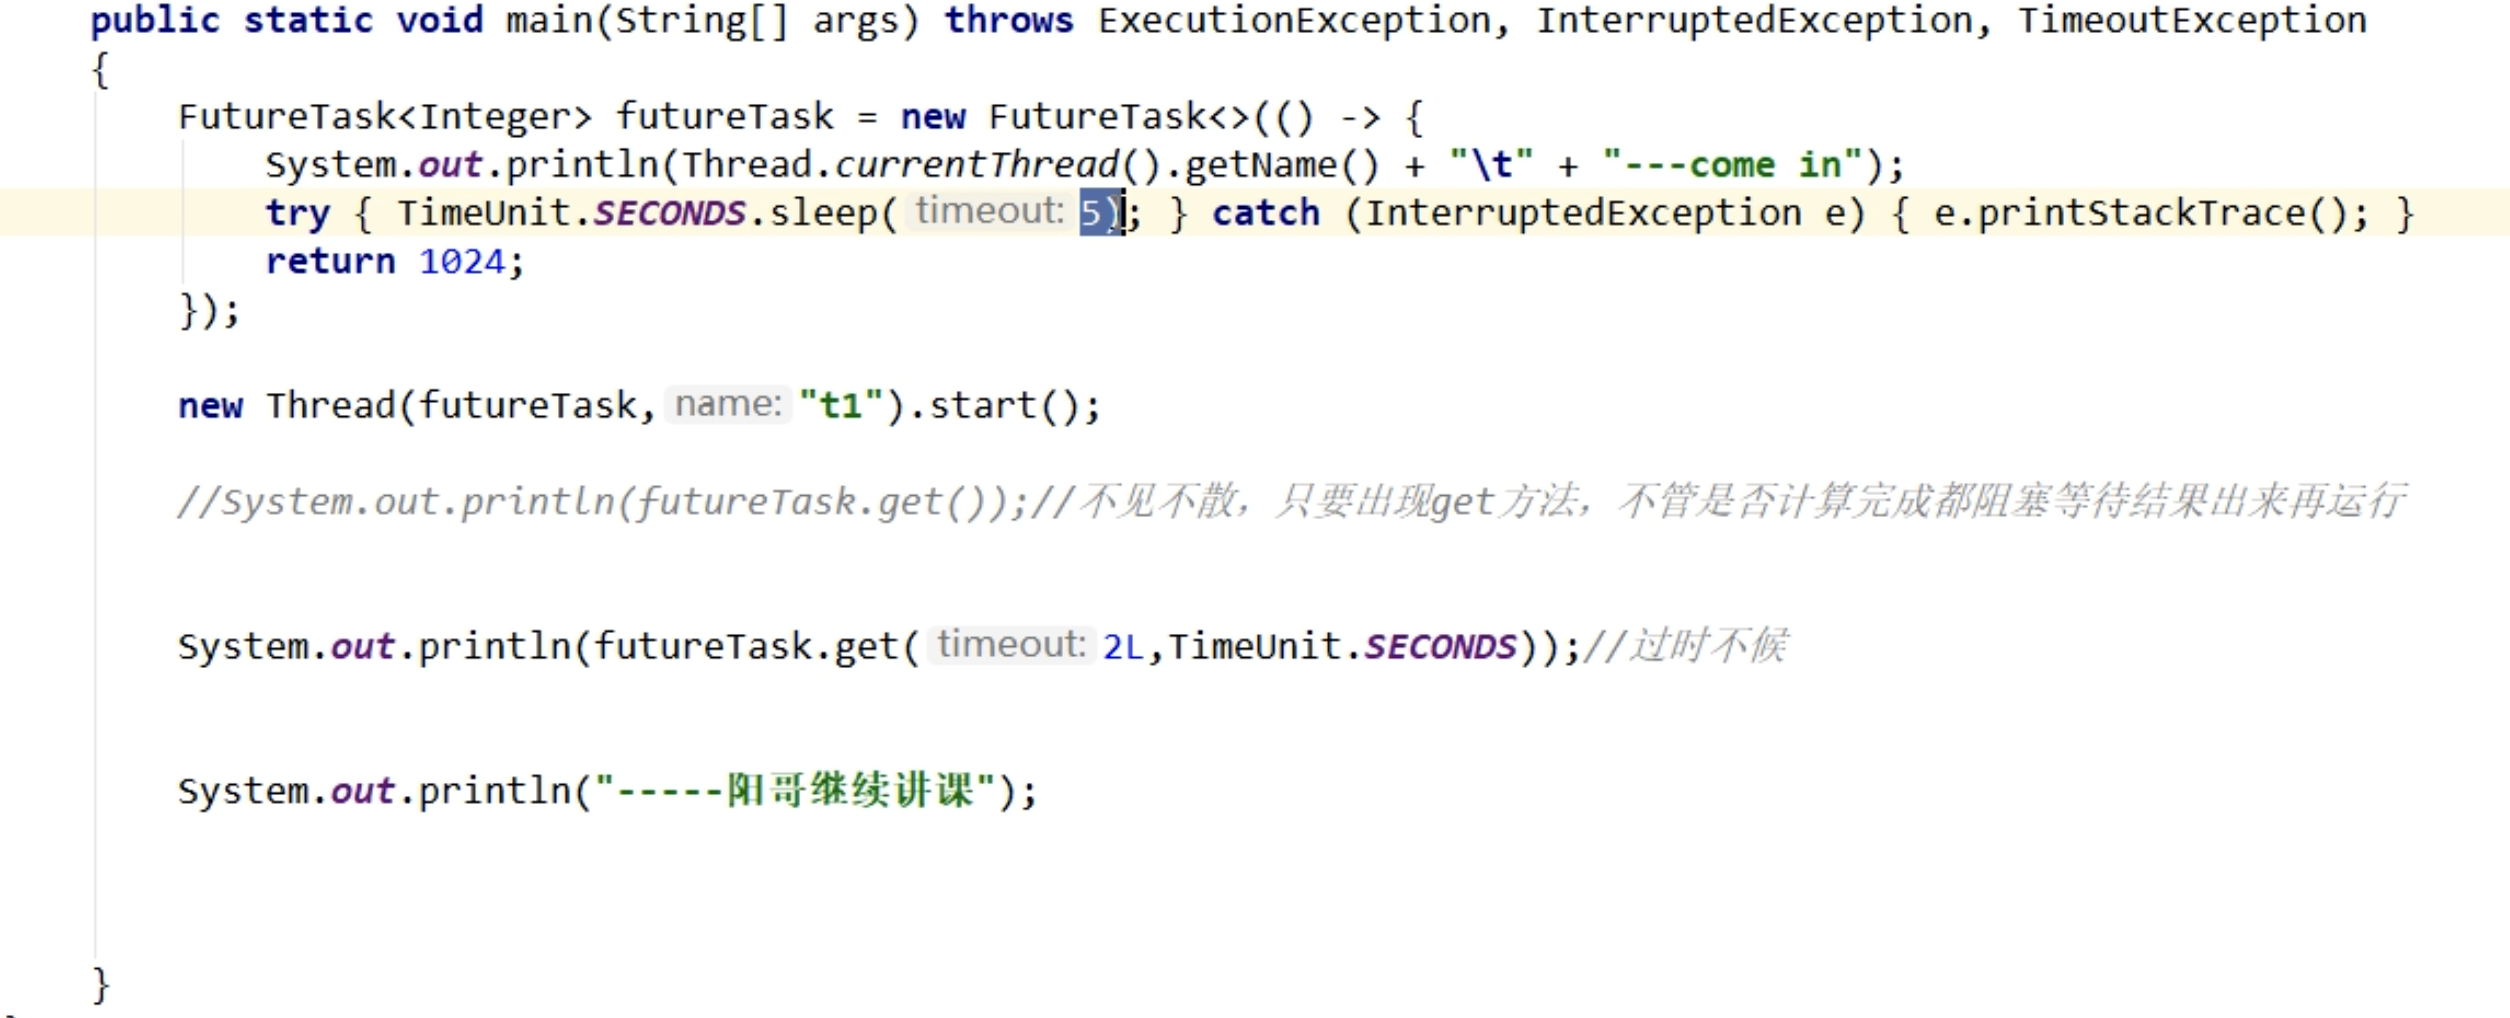 public static void main(String[] args) throws ExecutionException, InterruptedException, TimeoutException
{
FutureTask<Integer> futureTask = new FutureTask<>(() -> {
System.out.println(Thread.currentThread().getName() + "\t" + "---come in");
try { TimeUnit.SECONDS.sleep( timeout: 5); } catch (InterruptedException e) { e.printStackTrace(); }
return 1024;
});
new Thread(futureTask, name: "t1").start();
//System.out.println(futureTask.get());//不见不散，只要出现get方法，不管是否计算完成都阻塞等待结果出来再运行
System.out.println(futureTask.get( timeout: 2L,TimeUnit.SECONDS));//过时不候
System.out.println("-----阳哥继续讲课");
}